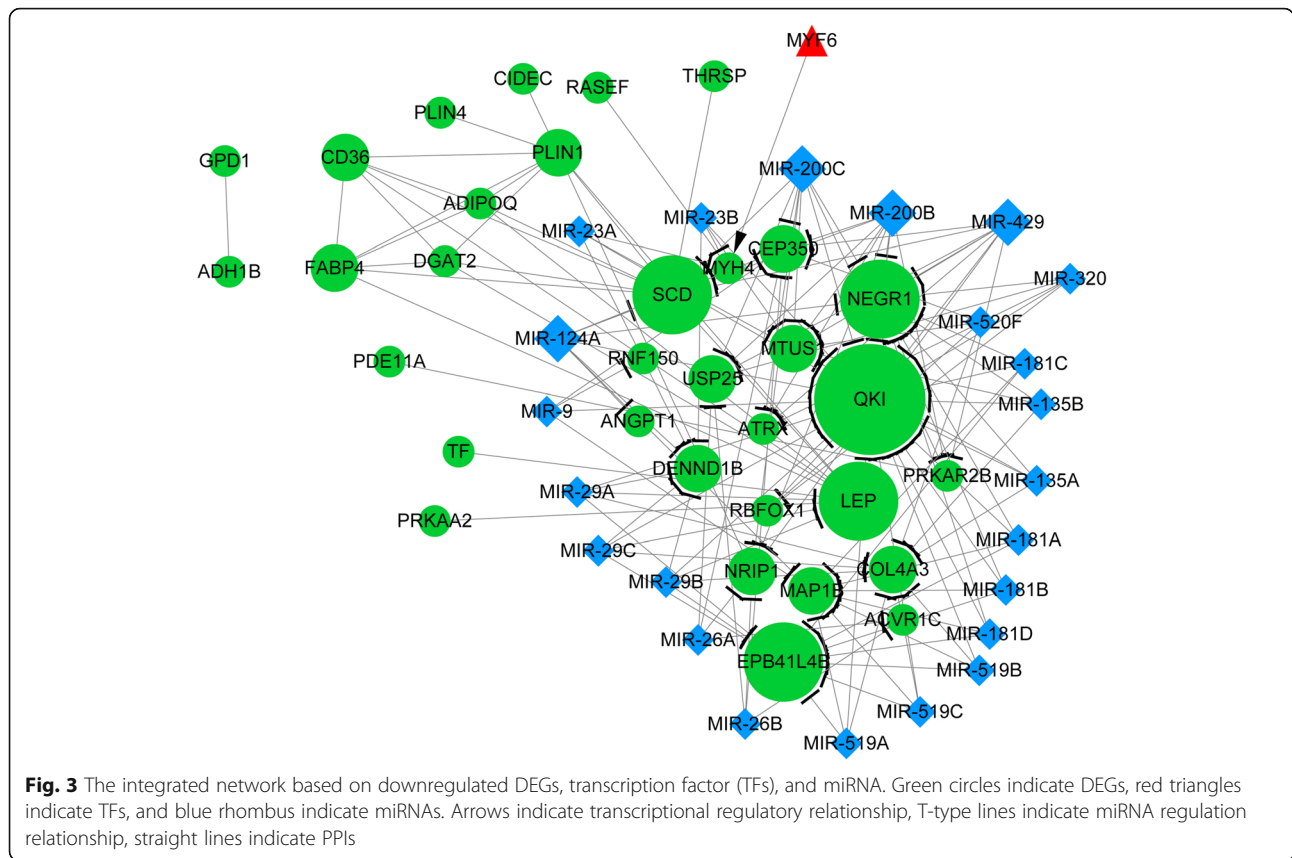 MYF6
CIDEC
RASEF
THRSP
PLIN4
GPD1
CD36
PLIN1
MIR-200C
ADIPOQ
MIR-23A
MIR-23B
MIR-200B
MIR-429
CEP350
ADH1B
FABP4
DGAT2
MYH4
SCD
NEGR1
MIR-320
MIR-520F
MIR-124A
RNF150
MTUS1
PDE11A
USP25
MIR-181C
QKI
MIR-135B
MIR-9
ANGPT1
ATRX
TF
DENND1B
PRKAR2B
MIR-135A
MIR-29A
LEP
RBFOX1
PRKAA2
MIR-181A
MIR-29C
NRIP1
COL4A3
MIR-29B
MAP1B
MIR-181B
ACVR1C
MIR-26A
MIR-181D
EPB41L4B
MIR-519B
MIR-519C
MIR-26B
MIR-519A
Fig. 3 The integrated network based on downregulated DEGs, transcription factor (TFs), and miRNA. Green circles indicate DEGs, red triangles
indicate TFs, and blue rhombus indicate miRNAs. Arrows indicate transcriptional regulatory relationship, T-type lines indicate miRNA regulation
relationship, straight lines indicate PPIs